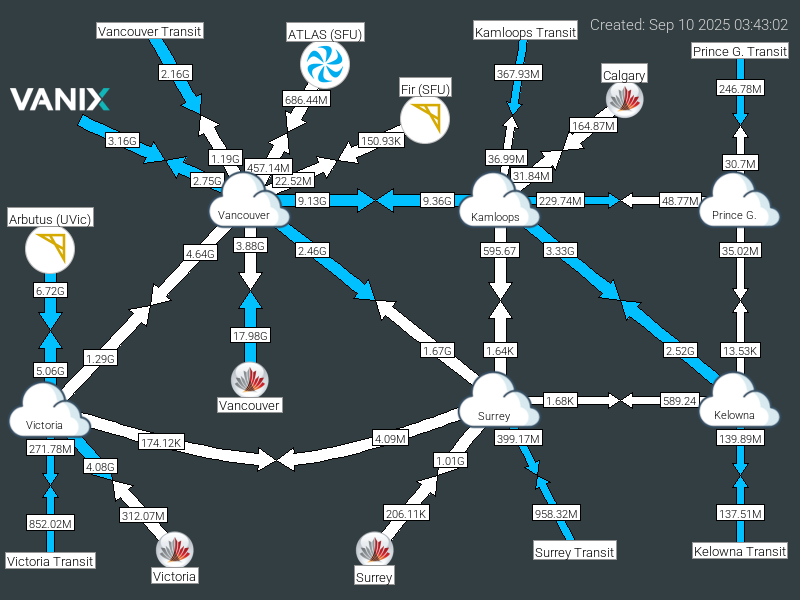 Created: Sep 10 2025 03:43:02
Vancouver Transit
ATLAS (SFU)
Kamloops Transit
Prince G. Transit
2.16G
367.93M
Calgary
Fir (SFU)
246.78M
VANIX
686.44M
164.87M
3.16G
150.93K
1.19G
457.14M
36.99M
30.7M
2.75G
22.52M
31.84M
9.13G
9.36G
229.74M
48.77M
Vancouver
Kamloops
Prince G.
Arbutus (UVic)
4.64G
3.88G
2.46G
595.67
3.33G
35.02M
6.72G
17.98G
1.29G
1.67G
1.64K
2.52G
13.53K
5.06G
Vancouver
1.68K
589.24
Victoria
Surrey
Kelowna
271.78M
174.12K
4.09M
399.17M
139.89M
4.08G
1.01G
852.02M
312.07M
206.11K
958.32M
137.51M
Victoria Transit
Victoria
Surrey
Surrey Transit
Kelowna Transit